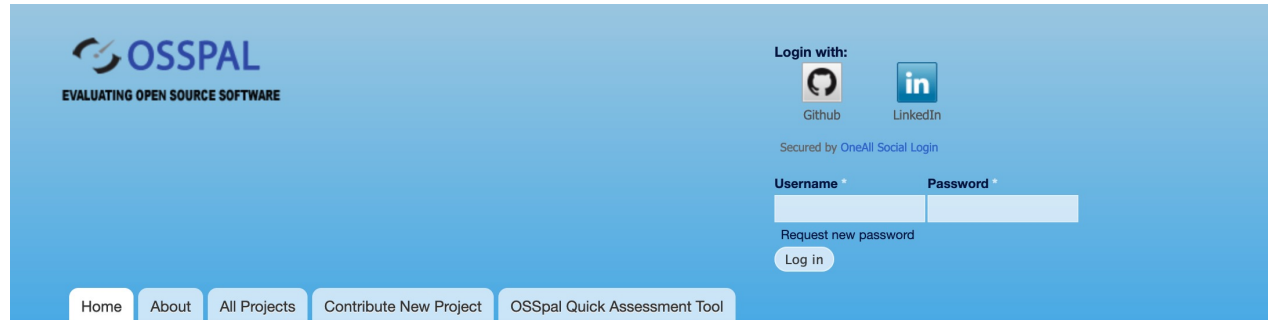 OSSPAL
EVALUATING OPEN SOURCE SOFTWARE
Login with:
in
Github LinkedIn
Secured by OneAll Social Login
Username * Password *
Request new password
Log in
Home About All Projects Contribute New Project OSSpal Quick Assessment Tool